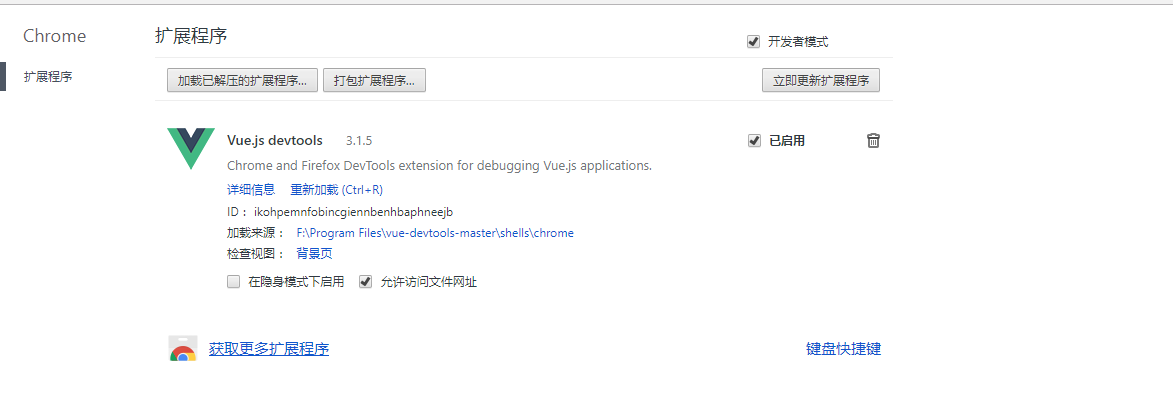 Chrome
扩展程序
开发者模式
扩展程序
加载已解压的扩展程序... 打包扩展程序... 立即更新扩展程序
Vue.js devtools 3.1.5 已启用
Chrome and Firefox DevTools extension for debugging Vue.js applications.
详细信息 重新加载 (Ctrl+R)
ID： ikohpemnfobincgiennbenhbaphneejb
加载来源： F:\Program Files\vue-devtools-master\shells\chrome
检查视图： 背景页
在隐身模式下启用 允许访问文件网址
获取更多扩展程序 键盘快捷键